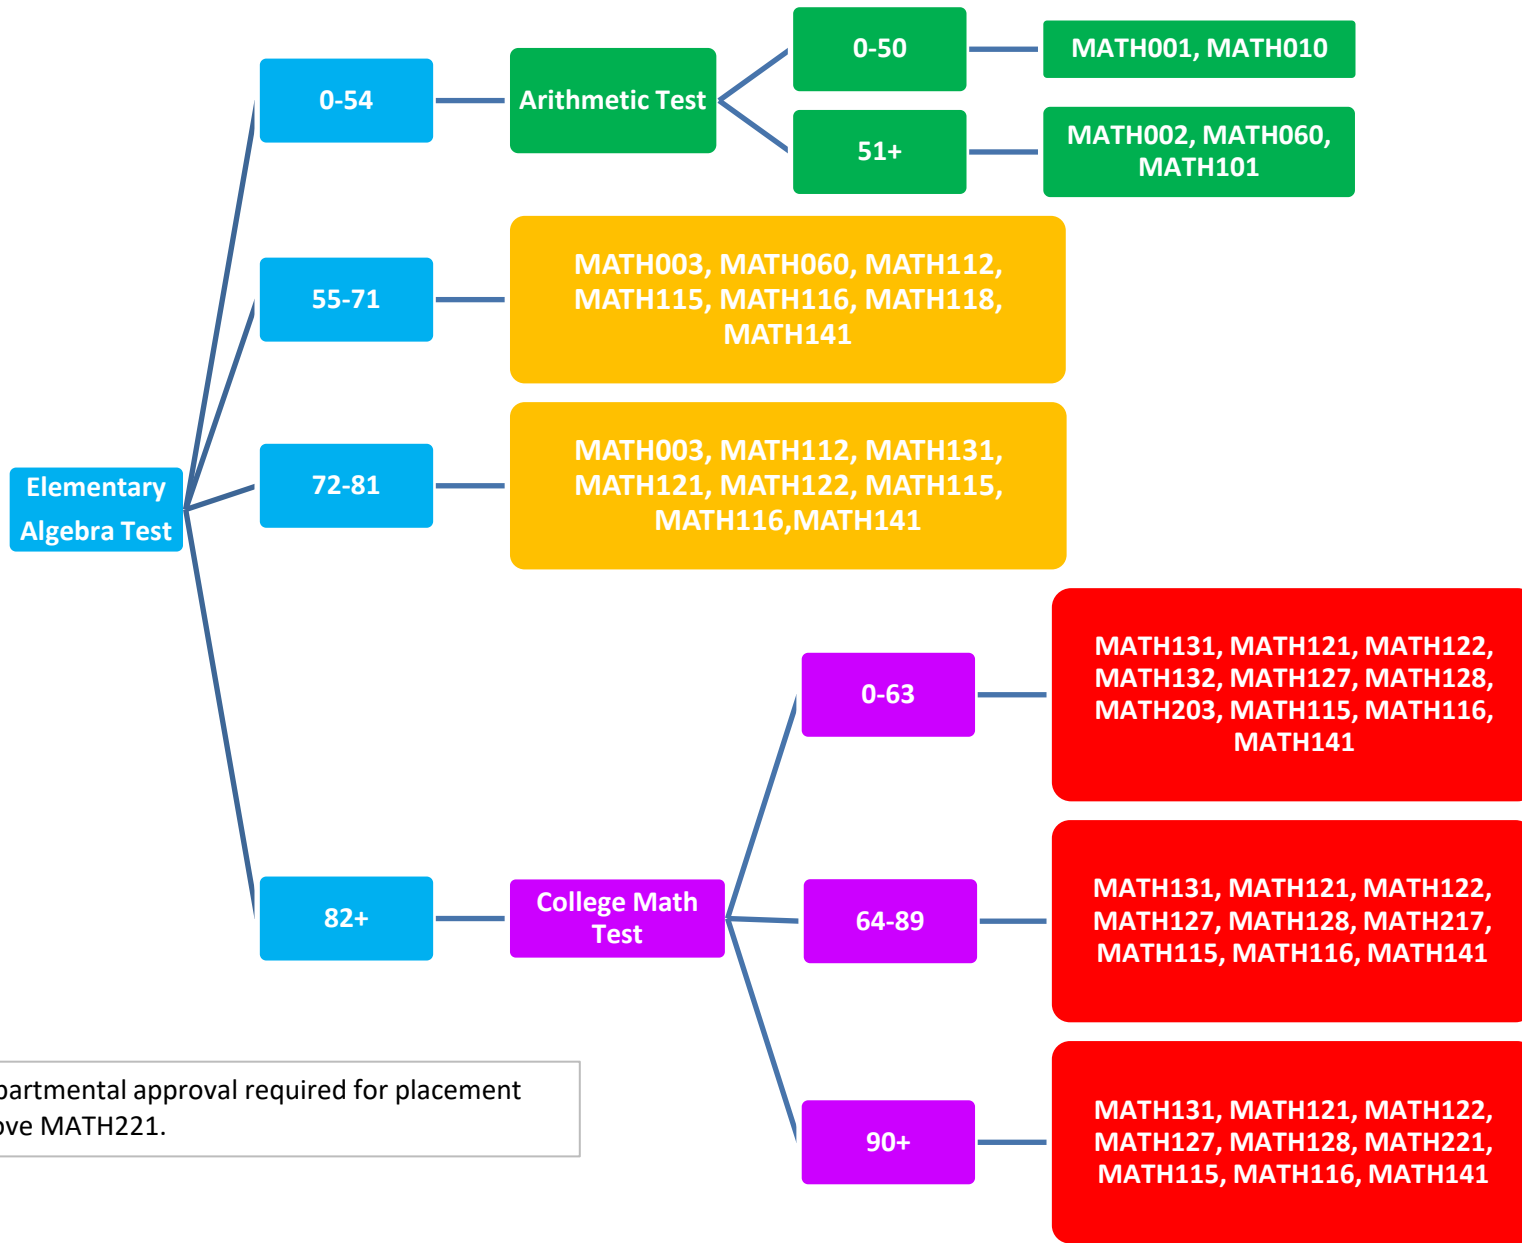 Elementary
Algebra Test
0-54
Arithmetic Test
0-50
MATH001, MATH010
51+
MATH002, MATH060,
MATH101
55-71
MATH003, MATH060, MATH112,
MATH115, MATH116, MATH118,
MATH141
72-81
MATH003, MATH112, MATH131,
MATH121, MATH122, MATH115,
MATH116,MATH141
82+
College Math
Test
0-63
MATH131, MATH121, MATH122,
MATH132, MATH127, MATH128,
MATH203, MATH115, MATH116,
MATH141
64-89
MATH131, MATH121, MATH122,
MATH127, MATH128, MATH217,
MATH115, MATH116, MATH141
90+
MATH131, MATH121, MATH122,
MATH127, MATH128, MATH221,
MATH115, MATH116, MATH141
partmental approval required for placement
ove MATH221.